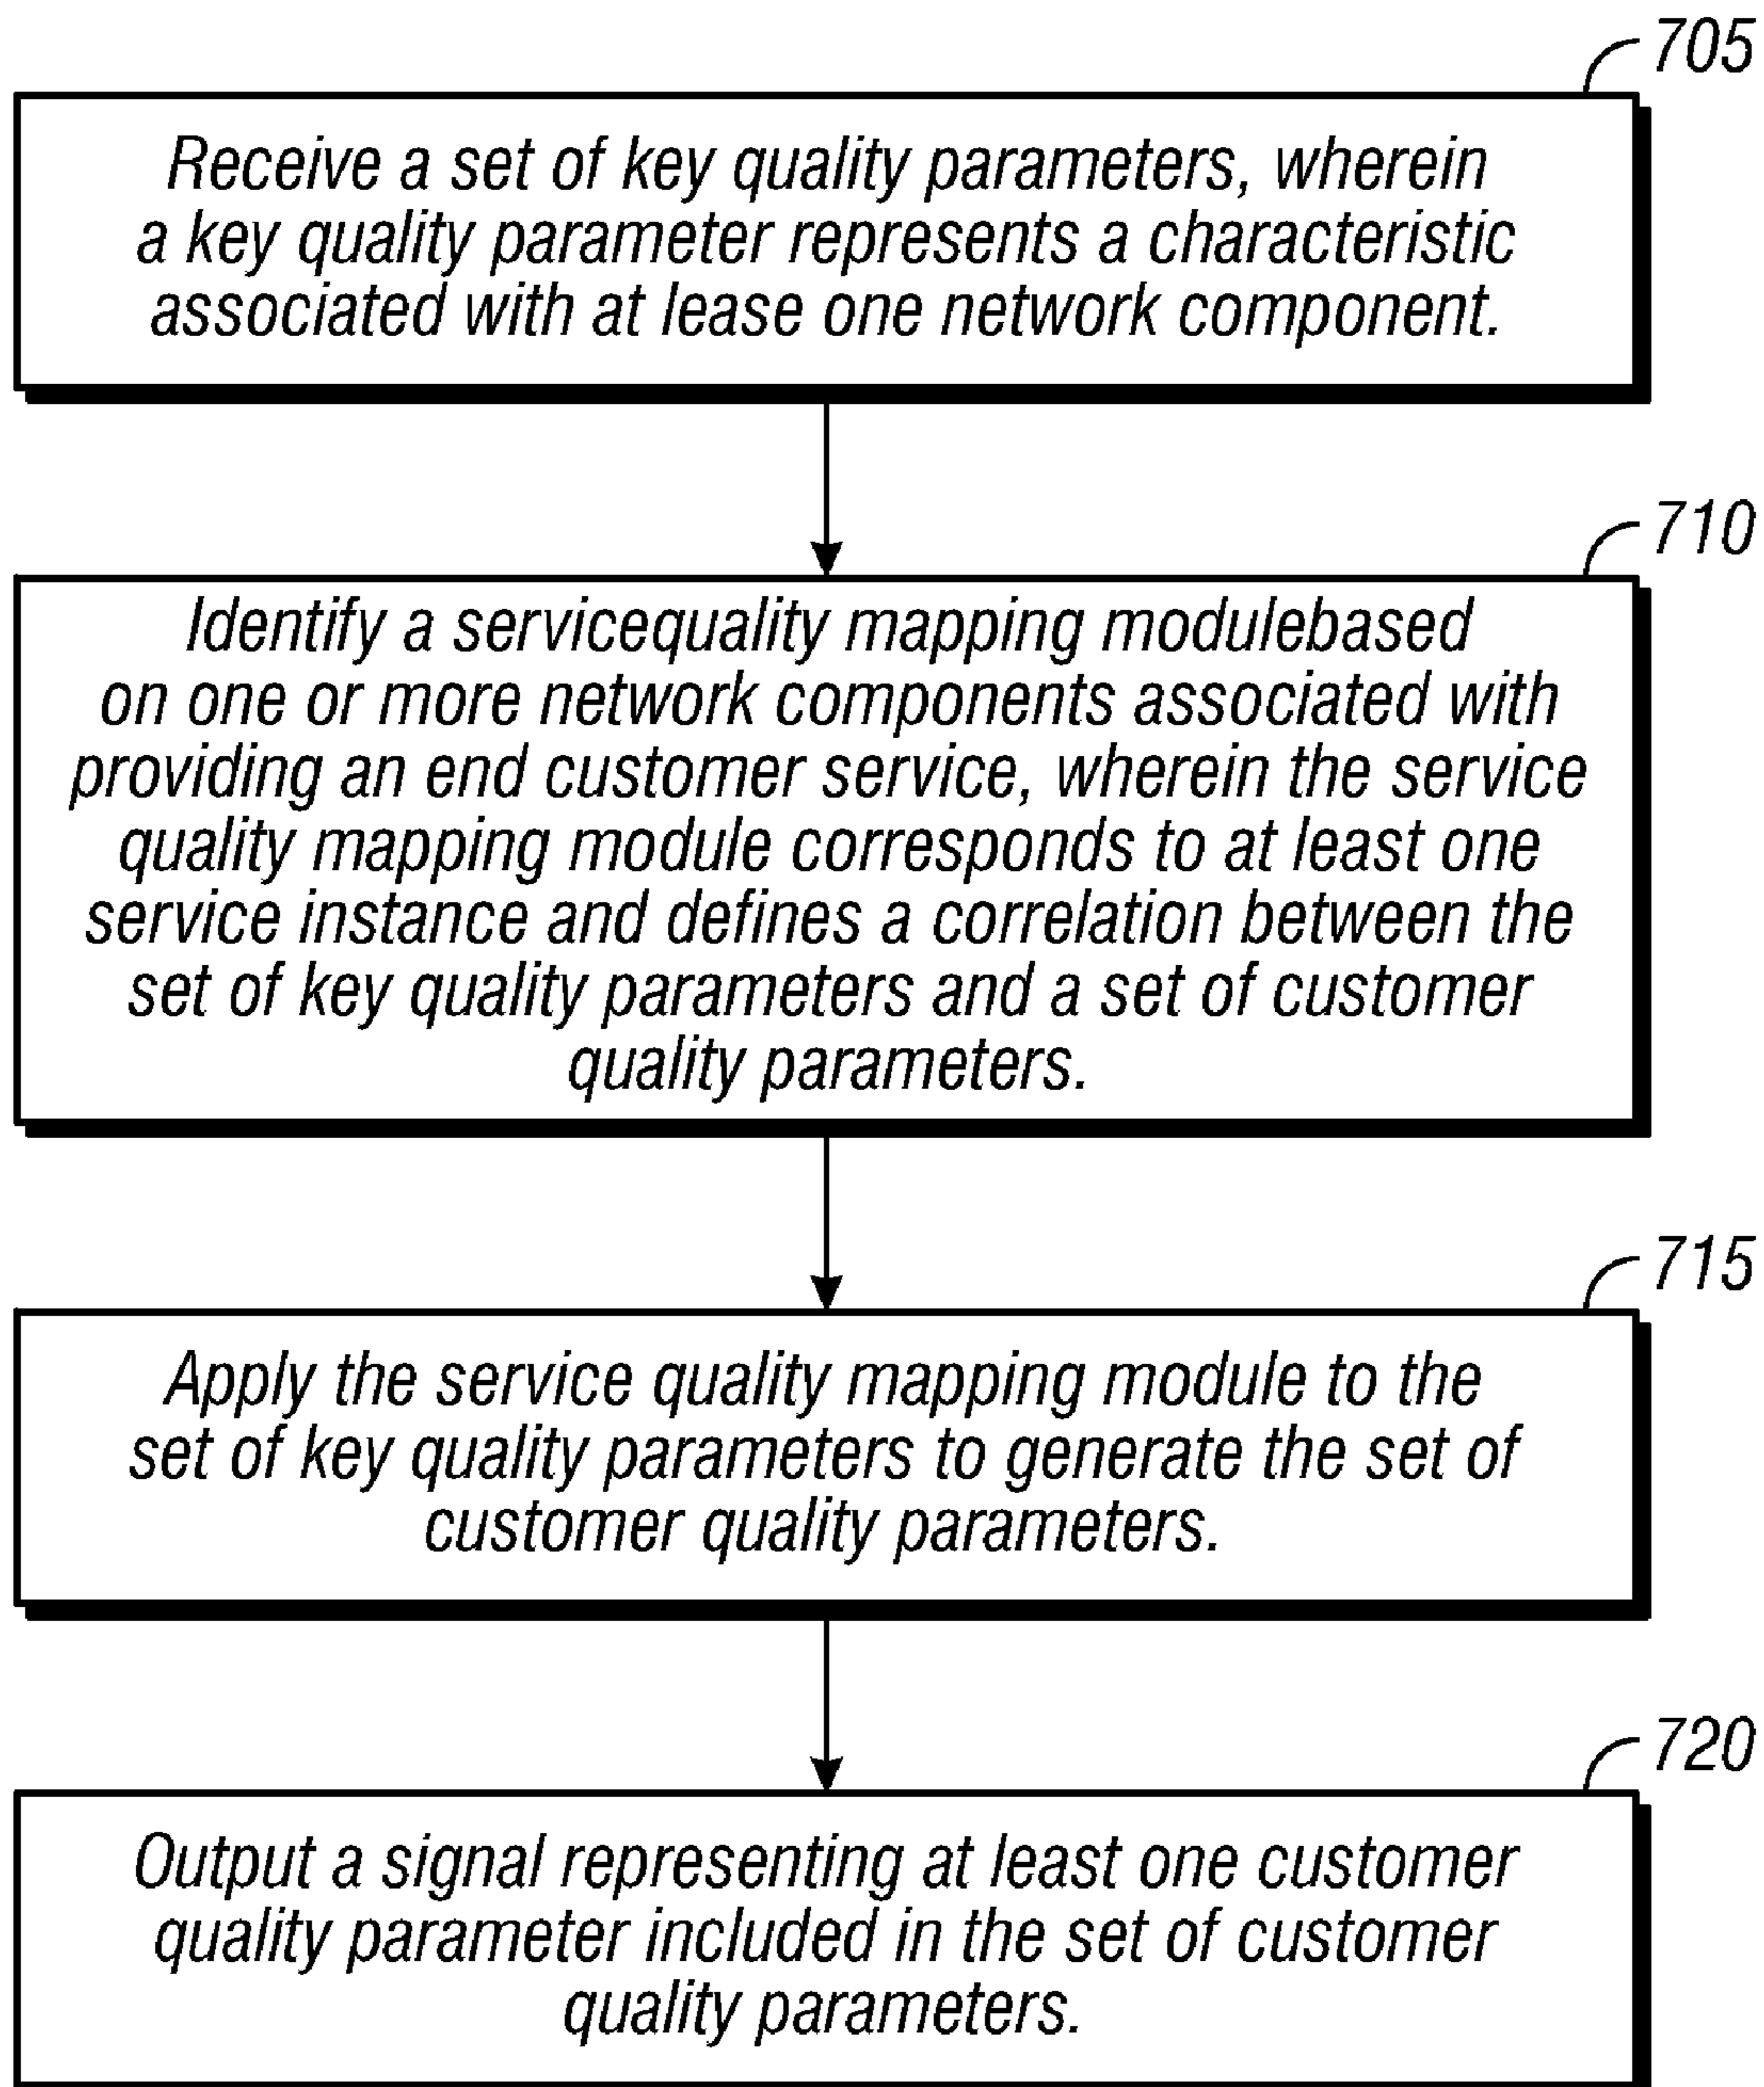 705
Receive a set of key quality parameters, wherein
a key quality parameter represents a characteristic
associated with at lease one network component.
710
Identify a servicequality mapping modulebased
on one or more network components associated with
providing an end customer service, wherein the service
quality mapping module corresponds to at least one
service instance and defines a correlation between the
set of key quality parameters and a set of customer
quality parameters.
715
Apply the service quality mapping module to the
set of key quality parameters to generate the set of
customer quality parameters.
720
Output a signal representing at least one customer
quality parameter included in the set of customer
quality parameters.